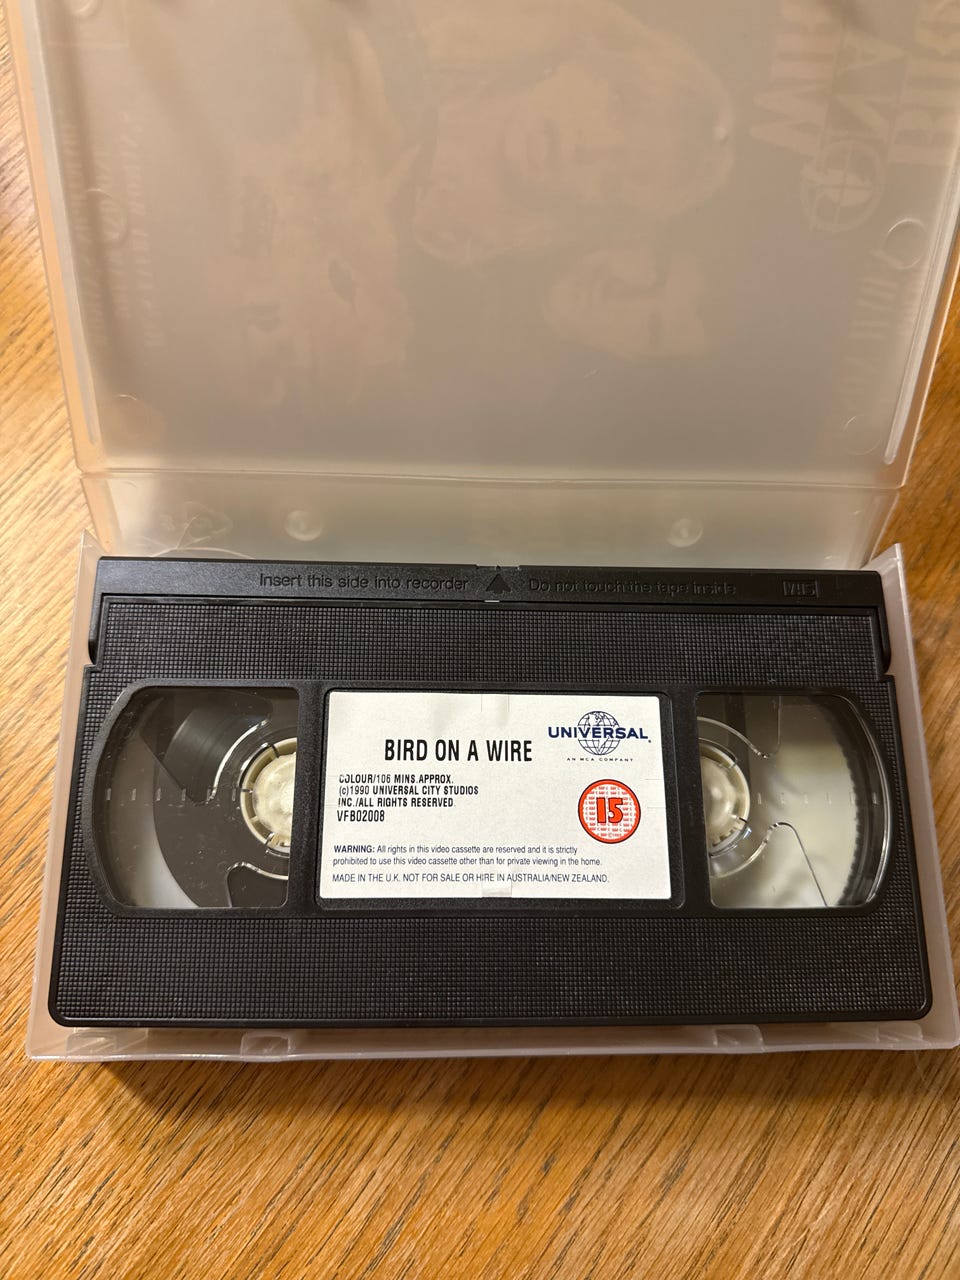 Insert this side into recorder Do not touch the tape inside VHS
UNIVERSAL
AN MCA COMPANY
BIRD ON A WIRE
COLOUR/106 MINS.APPROX.
(c)1990 UNIVERSAL CITY STUDIOS
INC./ALL RIGHTS RESERVED
VFB02008
15
WARNING: All rights in this video cassette are reserved and it is strictly
prohibited to use this video cassette other than for private viewing in the home.
MADE IN THE U.K. NOT FOR SALE OR HIRE IN AUSTRALIA/NEW ZEALAND.